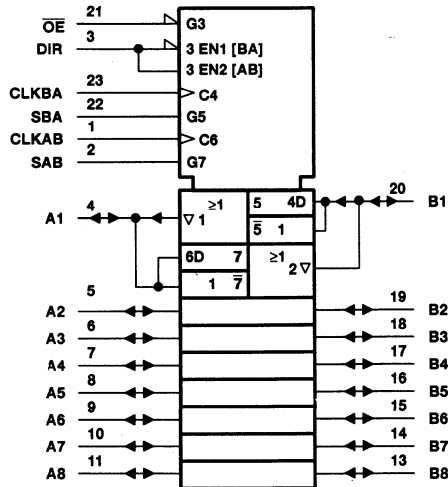 21
O̅E̅ G3
3
DIR 3 EN1 [BA]
3 EN2 [AB]
23
CLKBA C4
22
SBA G5
1
CLKAB C6
2
SAB G7
4 ≥1 5 4D 20
A1 ▽ 1 5̅ 1 B1
6D 7 ≥1
1 7̅ 2 ▽
5 19
A2 B2
6 18
A3 B3
7 17
A4 B4
8 16
A5 B5
9 15
A6 B6
10 14
A7 B7
11 13
A8 B8